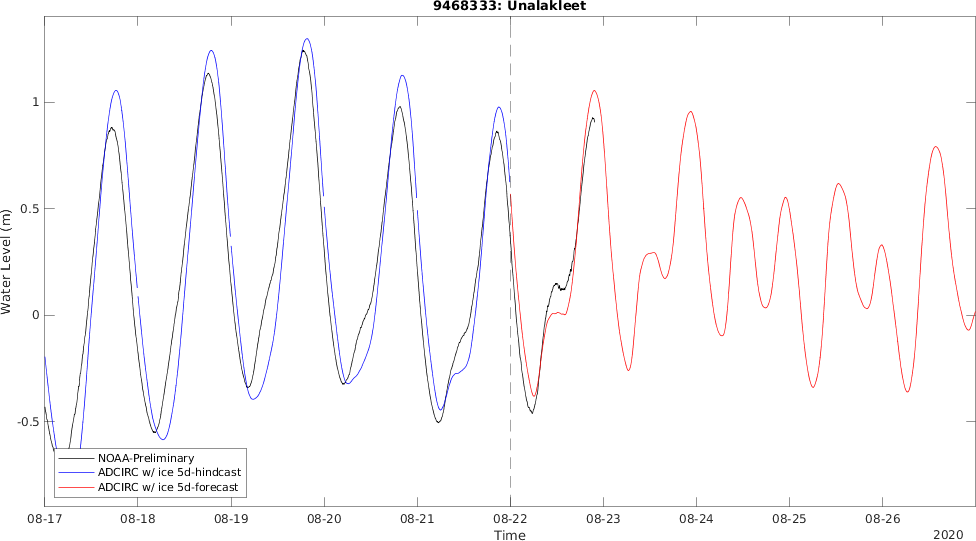 9468333: Unalakleet
Water Level (m)
1
0.5
0
-0.5
NOAA-Preliminary
ADCIRC w/ ice 5d-hindcast
ADCIRC w/ ice 5d-forecast
08-17 08-18 08-19 08-20 08-21 08-22 08-23 08-24 08-25 08-26
Time
2020